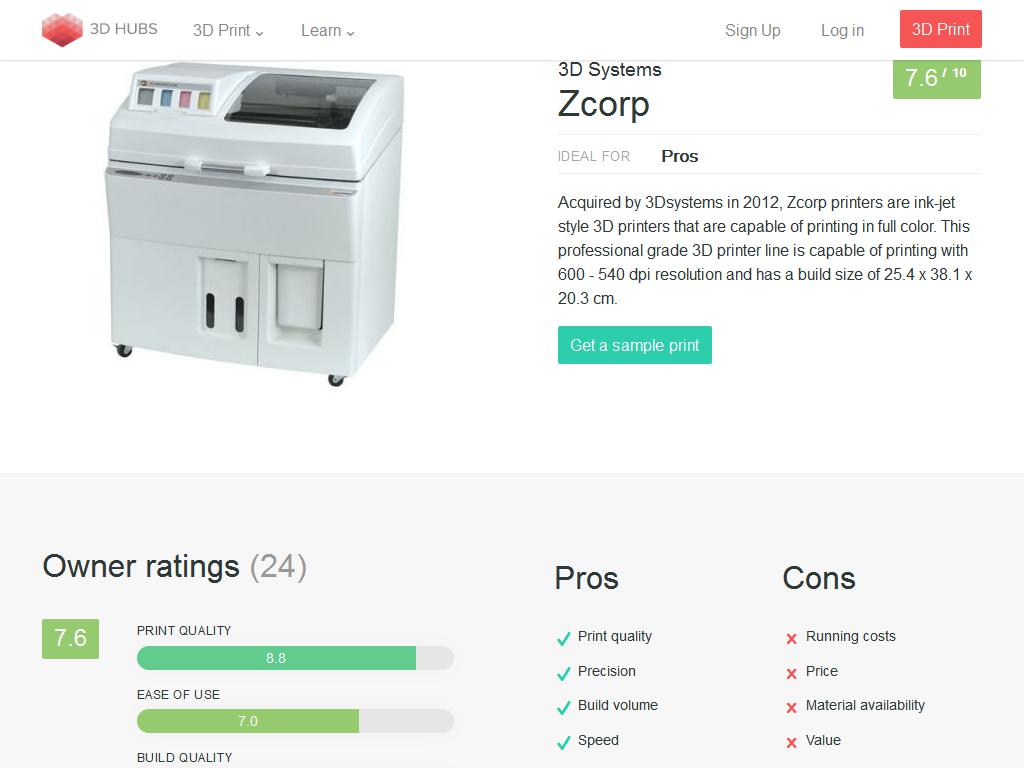 3D HUBS
3D Print
Learn
Sign Up
Log in
3D Print
3D Systems
7.6 / 10
Zcorp
IDEAL FOR
Pros
Acquired by 3Dsystems in 2012, Zcorp printers are ink-jet
style 3D printers that are capable of printing in full color. This
professional grade 3D printer line is capable of printing with
600 - 540 dpi resolution and has a build size of 25.4 x 38.1 x
20.3 cm.
Get a sample print
Owner ratings (24)
7.6
PRINT QUALITY
8.8
EASE OF USE
7.0
BUILD QUALITY
Pros
Print quality
Precision
Build volume
Speed
Cons
Running costs
Price
Material availability
Value